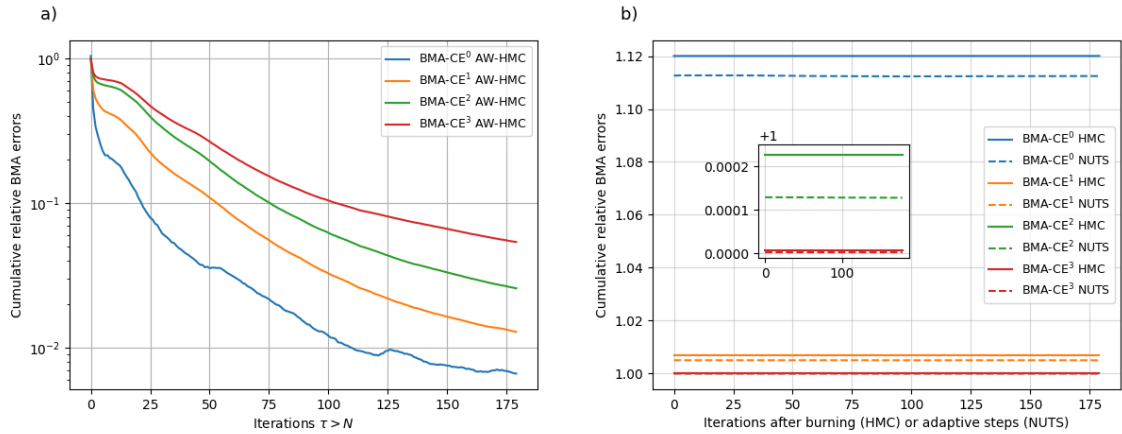 a)
Cumulative relative BMA errors
10⁰
10⁻¹
10⁻²
0 25 50 75 100 125 150 175
Iterations τ > N
BMA-CE⁰ AW-HMC
BMA-CE¹ AW-HMC
BMA-CE² AW-HMC
BMA-CE³ AW-HMC
b)
Cumulative relative BMA errors
1.12
1.10
1.08
1.06
1.04
1.02
1.00
0 25 50 75 100 125 150 175
Iterations after burning (HMC) or adaptive steps (NUTS)
+1
0.0002
0.0001
0.0000
0 100
BMA-CE⁰ HMC
BMA-CE⁰ NUTS
BMA-CE¹ HMC
BMA-CE¹ NUTS
BMA-CE² HMC
BMA-CE² NUTS
BMA-CE³ HMC
BMA-CE³ NUTS